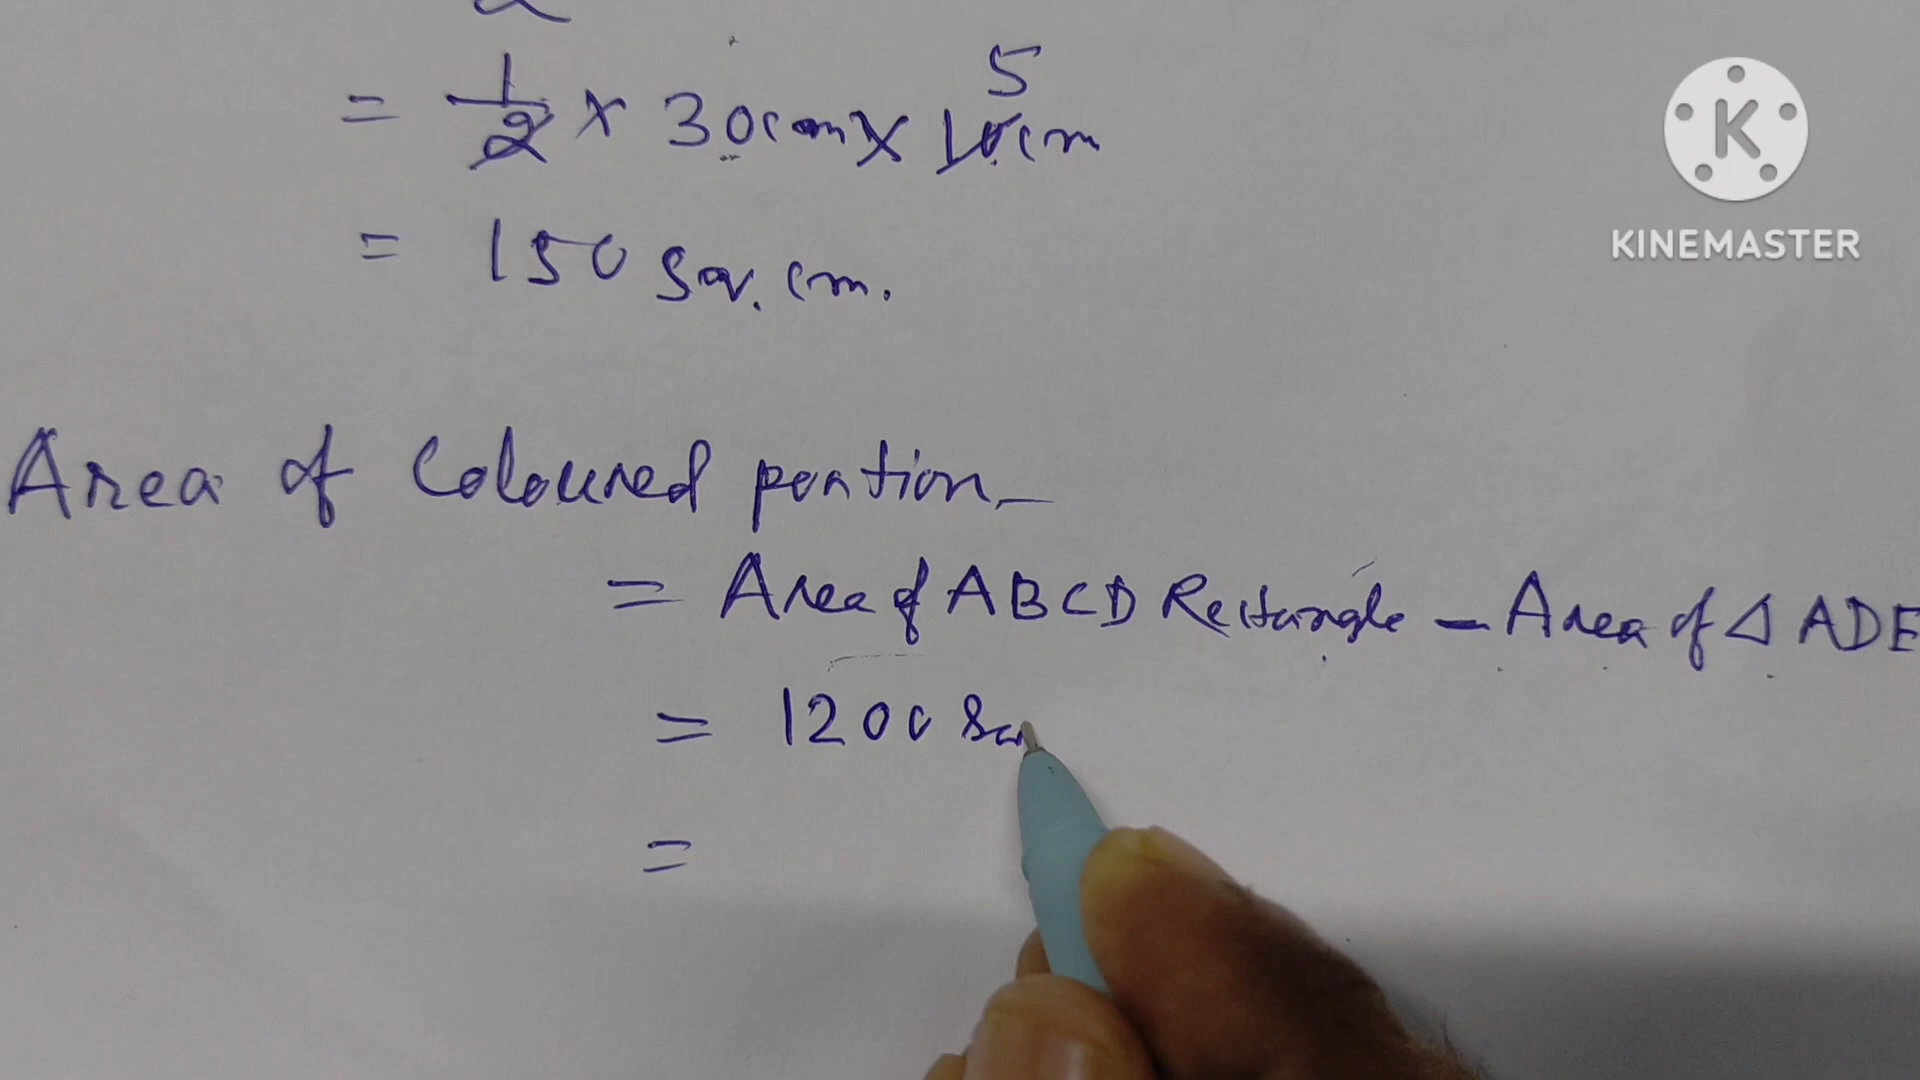 = 1/2 × 30cm × 10cm 5
= 150 Sq. cm.
Area of Coloured portion -
= Area of ABCD Rectangle - Area of △ ADE
= 1200 Sq
=
K
KINEMASTER